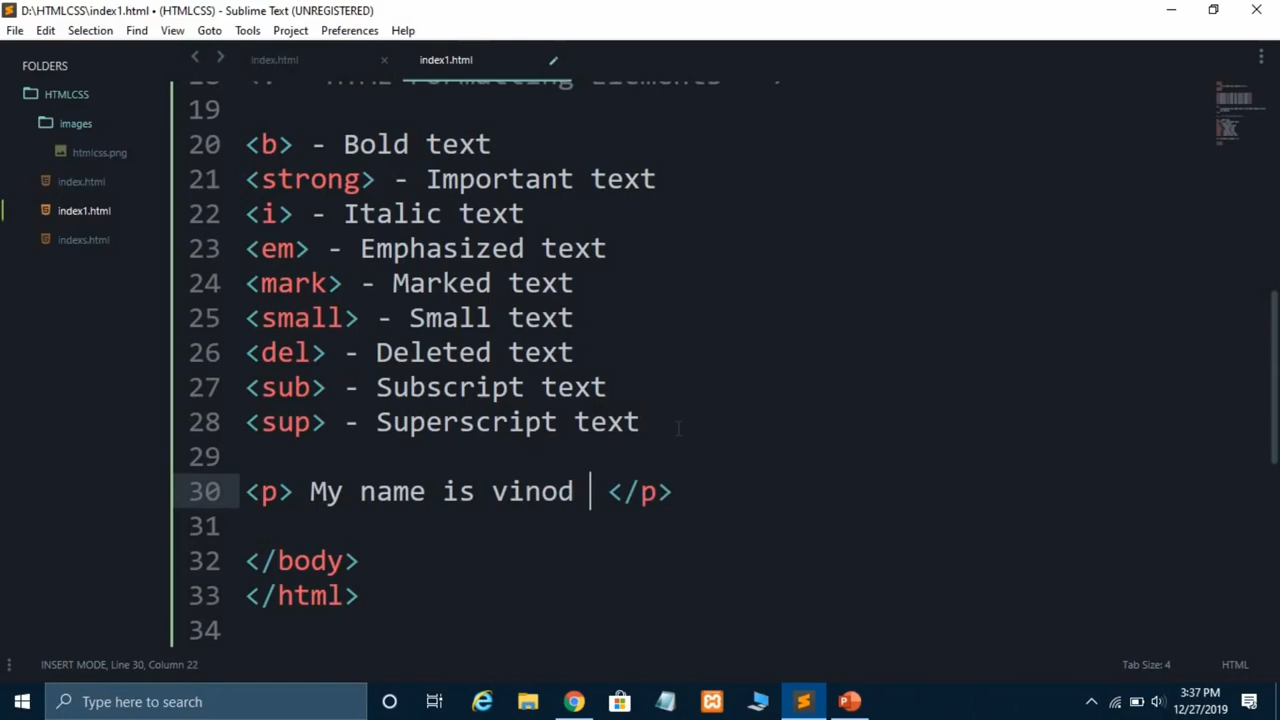 D:\HTMLCSS\index1.html • (HTMLCSS) - Sublime Text (UNREGISTERED)
File Edit Selection View Goto Tools Project Preferences Help
FOLDERS
HTMLCSS
images
htmlcss.png
index.html
index1.html
indexs.html
index.html
index1.html
19
20 <b> - Bold text
21 <strong> - Important text
22 <i> - Italic text
23 <em> - Emphasized text
24 <mark> - Marked text
25 <small> - Small text
26 <del> - Deleted text
27 <sub> - Subscript text
28 <sup> - Superscript text
29
30 <p> My name is vinod </p>
31
32 </body>
33 </html>
34
INSERT MODE, Line 30, Column 22 Tab Size: 4 HTML
Type here to search
3:37 PM
12/27/2019